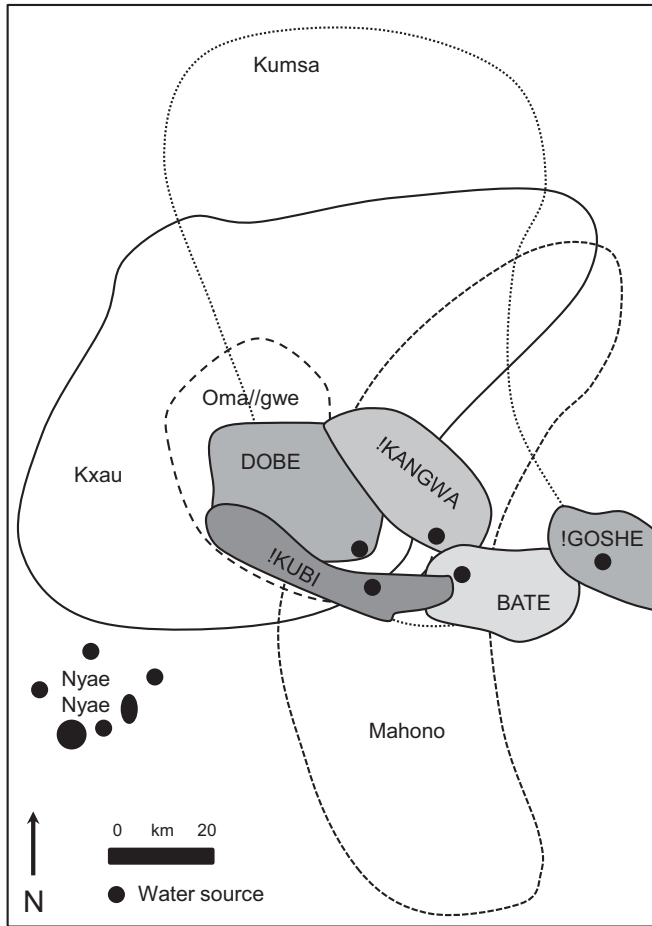 Kumsa
Oma//gwe
Kxau
DOBE
!KANGWA
!GOSHE
!KUBI
BATE
Nyae
Nyae
Mahono
0 km 20
Water source
N